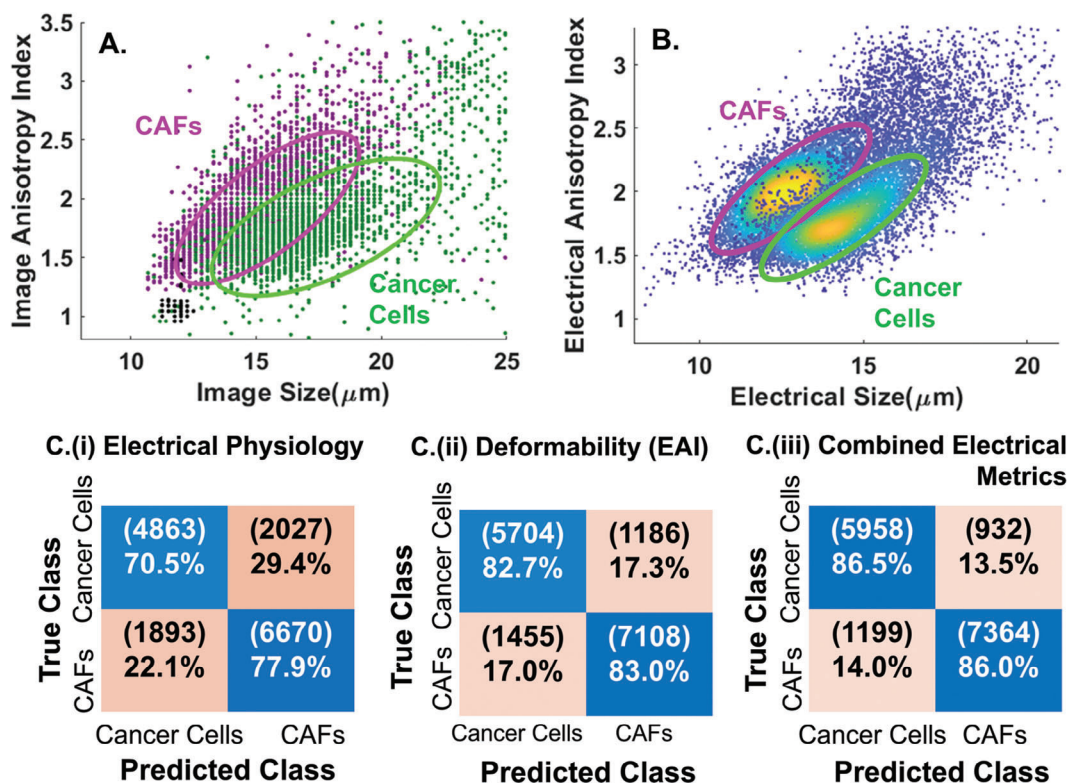 A.
Image Anisotropy Index
3.5
3
2.5
2
1.5
1
CAFs
Cancer
Cells
10
15
20
25
Image Size(μm)
B.
Electrical Anisotropy Index
3
2.5
2
1.5
1
CAFs
Cancer
Cells
10
15
20
Electrical Size(μm)
C.(i) Electrical Physiology
True Class
Cancer Cells
CAFs
(4863)
70.5%
(2027)
29.4%
(1893)
22.1%
(6670)
77.9%
Cancer Cells
CAFs
Predicted Class
C.(ii) Deformability (EAI)
True Class
Cancer Cells
CAFs
(5704)
82.7%
(1186)
17.3%
(1455)
17.0%
(7108)
83.0%
Cancer Cells
CAFs
Predicted Class
C.(iii) Combined Electrical
Metrics
True Class
Cancer Cells
CAFs
(5958)
86.5%
(932)
13.5%
(1199)
14.0%
(7364)
86.0%
Cancer Cells
CAFs
Predicted Class